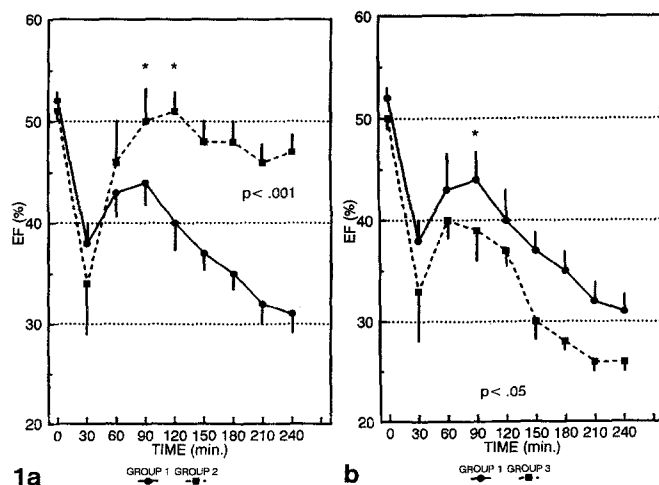 60
50
40
30
20
EF (%)
* *
p< .001
0 30 60 90 120 150 180 210 240
TIME (min.)
GROUP 1 GROUP 2
1a
60
50
40
30
20
EF (%)
*
p< .05
0 30 60 90 120 150 180 210 240
TIME (min.)
GROUP 1 GROUP 3
b